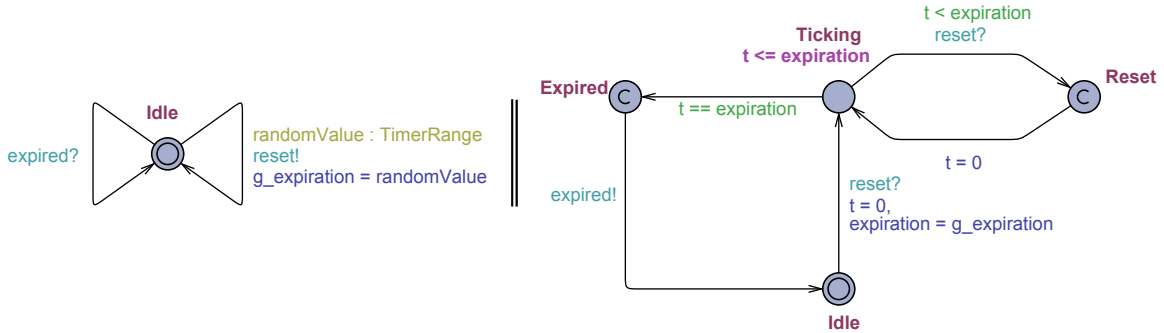 Idle
expired?
randomValue : TimerRange
reset!
g_expiration = randomValue
t < expiration
reset?
Ticking
t <= expiration
Expired
C
C
Reset
t == expiration
t = 0
expired!
reset?
t = 0,
expiration = g_expiration
Idle